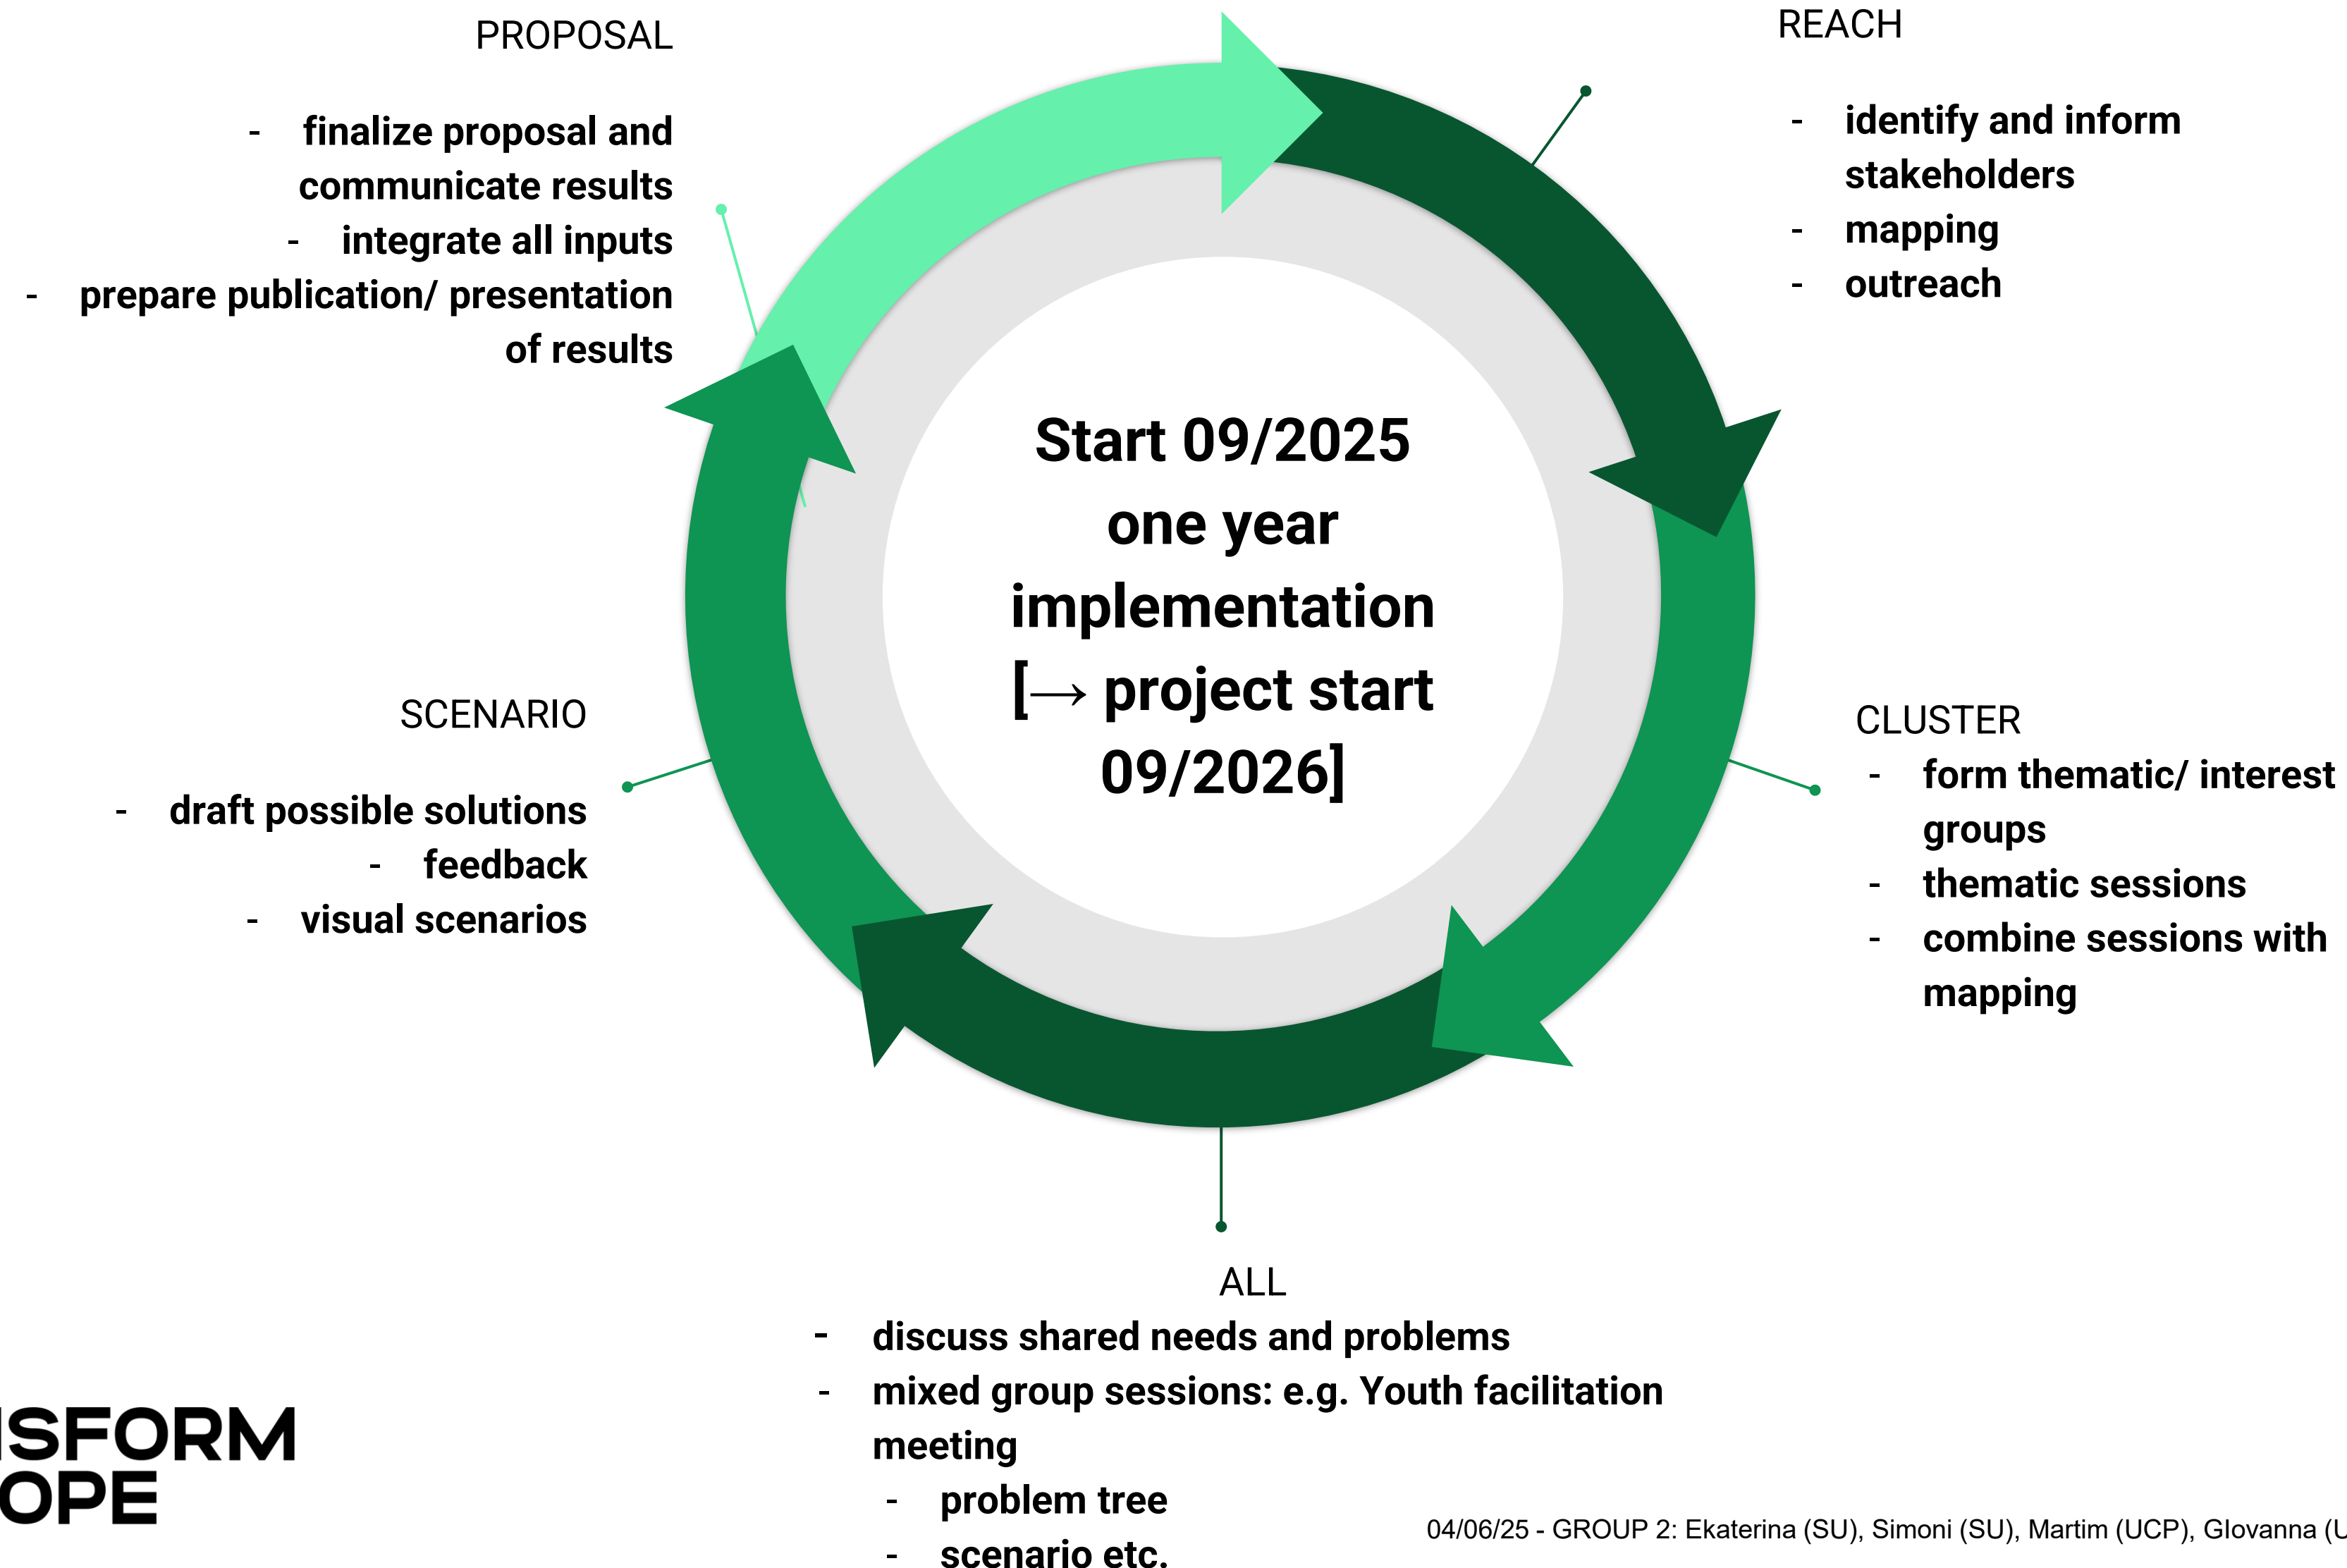 PROPOSAL
- finalize proposal and
communicate results
- integrate all inputs
- prepare publication/ presentation
of results
REACH
- identify and inform
stakeholders
- mapping
- outreach
Start 09/2025
one year
implementation
[→ project start
09/2026]
SCENARIO
- draft possible solutions
- feedback
- visual scenarios
CLUSTER
- form thematic/ interest
groups
- thematic sessions
- combine sessions with
mapping
ALL
- discuss shared needs and problems
- mixed group sessions: e.g. Youth facilitation
meeting
- problem tree
- scenario etc.
04/06/25 - GROUP 2: Ekaterina (SU), Simoni (SU), Martim (UCP), GIovanna